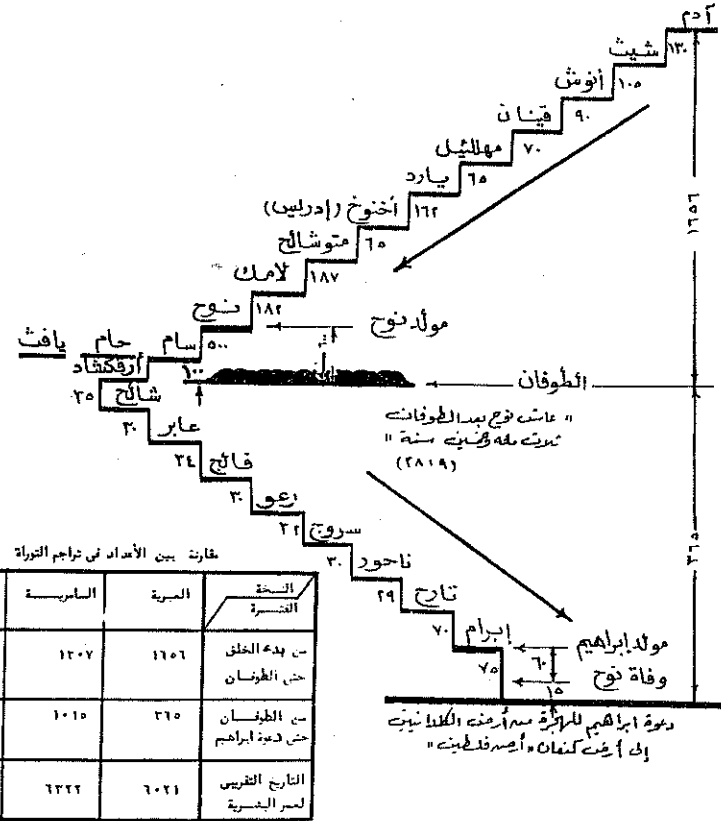 آدم
١٣٠
شيث
١٠٥
أنوش
٩٠
قينان
٧٠
مهللئيل
٦٥
يارد
١٦٢
أخنوخ (إدريس)
٦٥
متوشالح
١٨٧
لامك
١٨٢
نوح
٥٠٠
مولد نوح
١٦٥٦
سام
حام
يافث
١٠٠
أرفكشاد
٣٥
الطوفان
شالح
٣٠
عابر
٣٤
فالج
٣٠
رعو
٣٢
سروج
٣٠
ناحور
٢٩
تارح
٧٠
إبرام
٧٥
" عاش نوح بعد الطوفان
ثلاث مئه وخمسين سنة "
(٢٨:٩)
٣٦٥
مولد إبراهيم
٦٠
وفاة نوح
١٥
دعوة ابراهيم للهجرة من أرض الكلدانيين
إلى أرض كنعان " أرض فلسطين "
مقارنة بين الأعداد فى تراجم التوراة
النسخة
الفترة
العبرية
السامرية
من بدء الخلق
حتى الطوفان
١٦٥٦
١٣٠٧
من الطوفان
حتى دعوة ابراهيم
٣٦٥
١٠١٥
التاريخ التقريبى
لعمر البشرية
٦٠٢١
٦٣٢٢